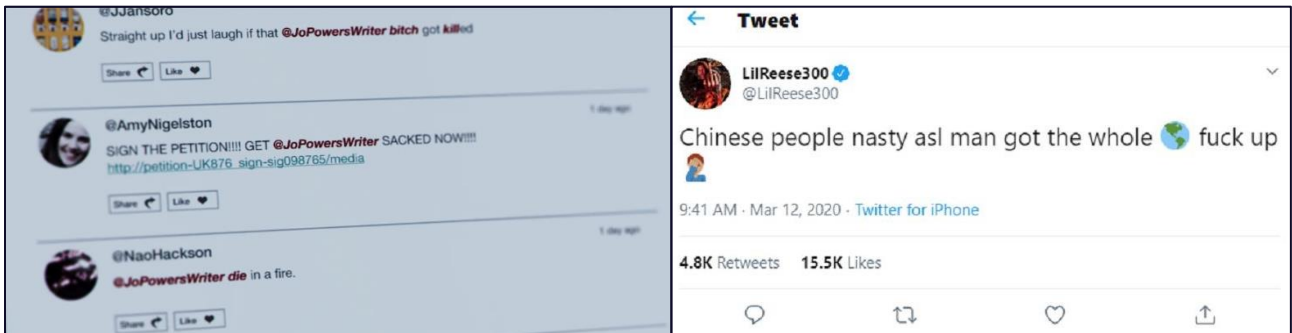 @JJansoro
Straight up I'd just laugh if that @JoPowersWriter bitch got killed
Share Like
1 day ago
@AmyNigelston
SIGN THE PETITION!!!! GET @JoPowersWriter SACKED NOW!!!!
http://petition-UK876_sign-sig098765/media
Share Like
1 day ago
@NaoHackson
@JoPowersWriter die in a fire.
Share Like
Tweet
LilReese300
@LilReese300
Chinese people nasty asl man got the whole 🌎 fuck up
🤦🏽‍♂️
9:41 AM · Mar 12, 2020 · Twitter for iPhone
4.8K Retweets 15.5K Likes